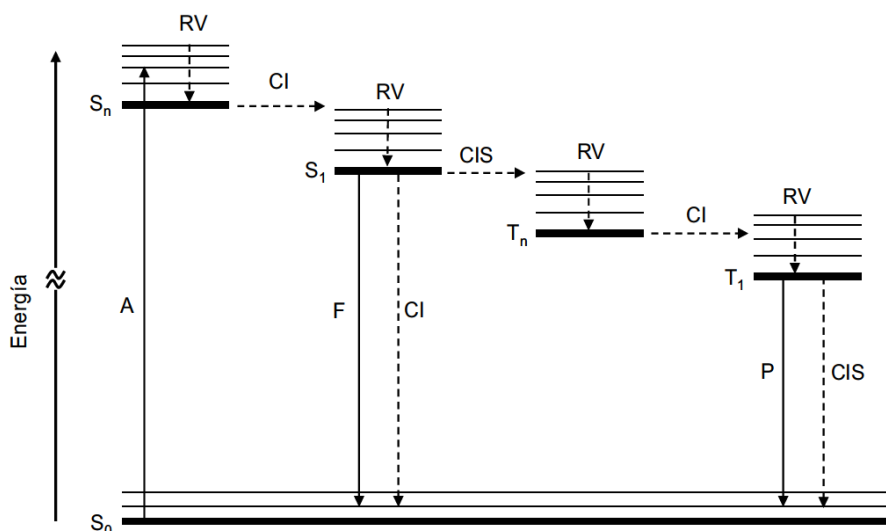 RV
CI
Sn
RV
CIS
S1
RV
CI
Tn
RV
T1
Energía
A
F
CI
P
CIS
S0